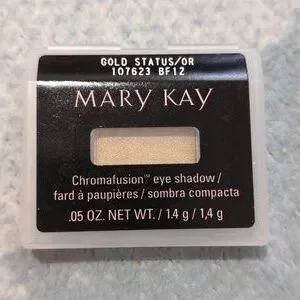 GOLD STATUS/OR
107623 BF12
MARY KAY
Chromafusion™ eye shadow /
fard à paupières / sombra compacta
.05 OZ. NET WT. / 1.4 g / 1,4 g